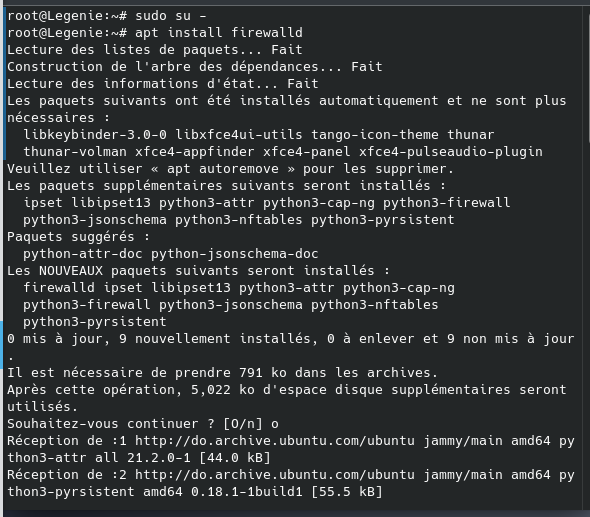 root@Legenie:~# sudo su -
root@Legenie:~# apt install firewalld
Lecture des listes de paquets... Fait
Construction de l'arbre des dépendances... Fait
Lecture des informations d'état... Fait
Les paquets suivants ont été installés automatiquement et ne sont plus
nécessaires :
  libkeybinder-3.0-0 libxfce4ui-utils tango-icon-theme thunar
  thunar-volman xfce4-appfinder xfce4-panel xfce4-pulseaudio-plugin
Veuillez utiliser « apt autoremove » pour les supprimer.
Les paquets supplémentaires suivants seront installés :
  ipset libipset13 python3-attr python3-cap-ng python3-firewall
  python3-jsonschema python3-nftables python3-pyrsistent
Paquets suggérés :
  python-attr-doc python-jsonschema-doc
Les NOUVEAUX paquets suivants seront installés :
  firewalld ipset libipset13 python3-attr python3-cap-ng
  python3-firewall python3-jsonschema python3-nftables
  python3-pyrsistent
0 mis à jour, 9 nouvellement installés, 0 à enlever et 9 non mis à jour
.
Il est nécessaire de prendre 791 ko dans les archives.
Après cette opération, 5,022 ko d'espace disque supplémentaires seront
utilisés.
Souhaitez-vous continuer ? [O/n] o
Réception de :1 http://do.archive.ubuntu.com/ubuntu jammy/main amd64 py
thon3-attr all 21.2.0-1 [44.0 kB]
Réception de :2 http://do.archive.ubuntu.com/ubuntu jammy/main amd64 py
thon3-pyrsistent amd64 0.18.1-1build1 [55.5 kB]